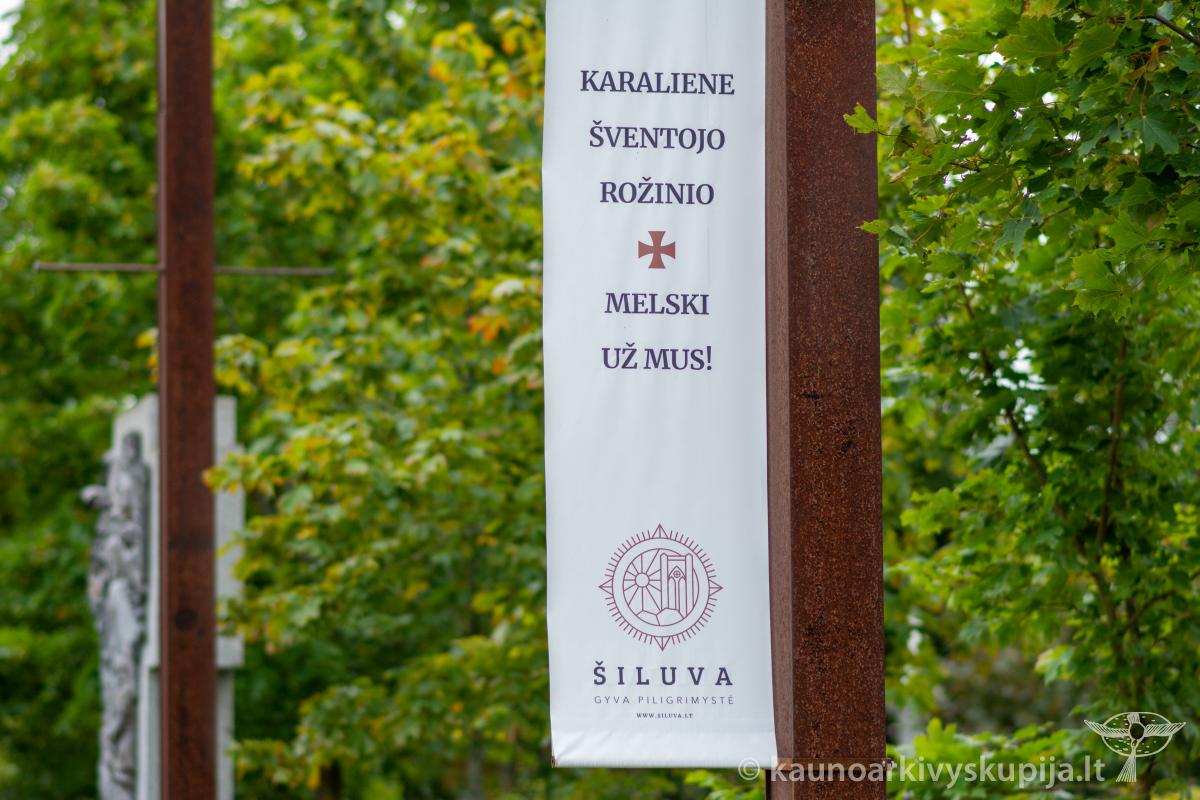 KARALIENE
ŠVENTOJO
ROŽINIO
MELSKI
UŽ MUS!
ŠILUVA
GYVA PILIGRIMYSTĖ
WWW.SILUVA.LT
© kaunoarkivyskupija.lt